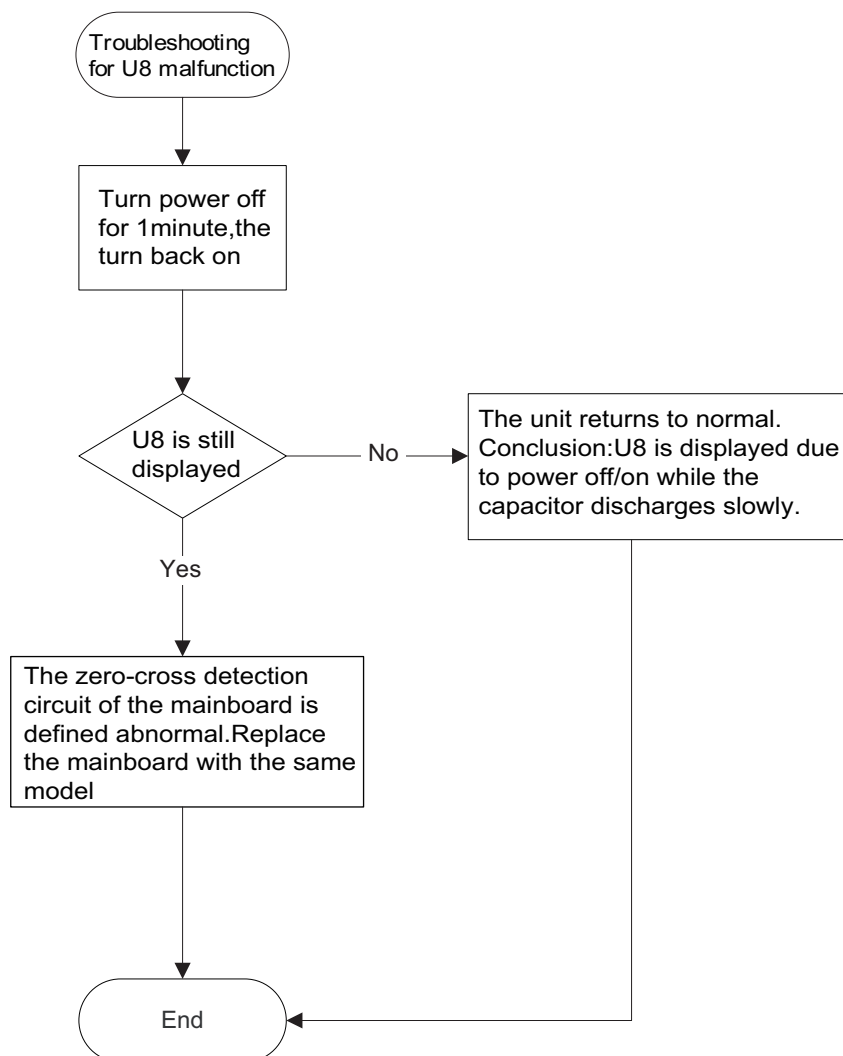 Troubleshooting
for U8 malfunction
Turn power off
for 1minute,the
turn back on
U8 is still
displayed
No
The unit returns to normal.
Conclusion:U8 is displayed due
to power off/on while the
capacitor discharges slowly.
Yes
The zero-cross detection
circuit of the mainboard is
defined abnormal.Replace
the mainboard with the same
model
End